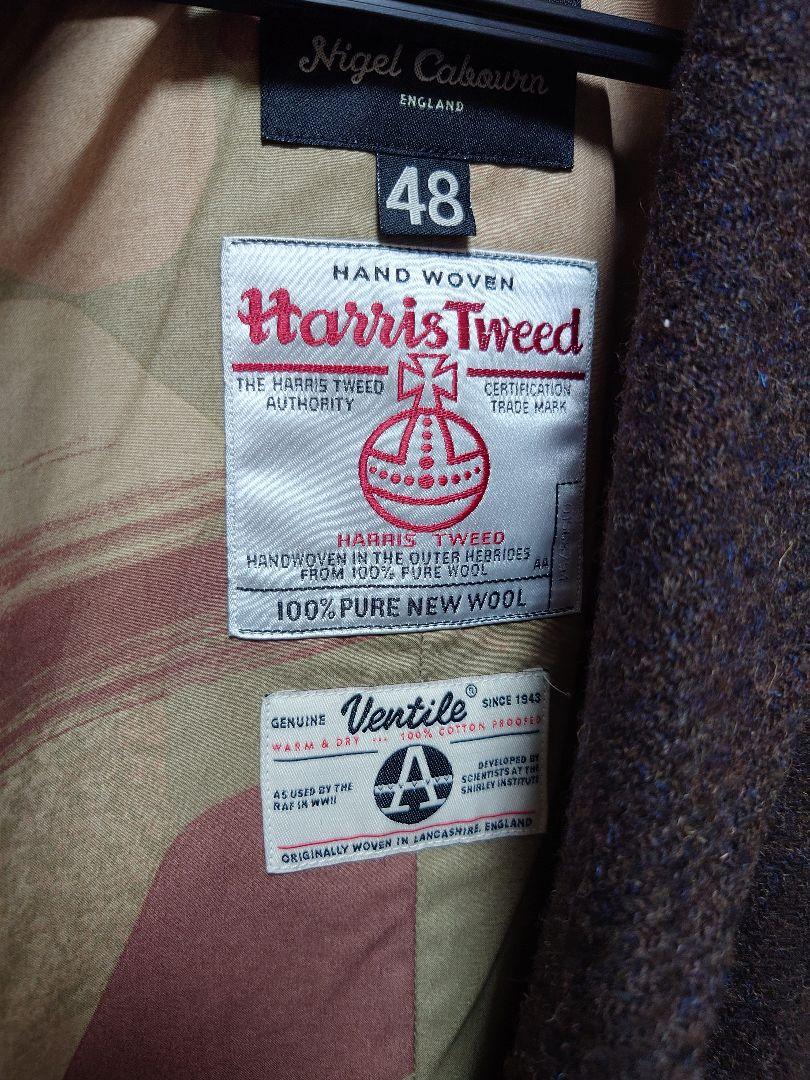 Nigel Cabourn
ENGLAND
48
HAND WOVEN
Harris Tweed
THE HARRIS TWEED
AUTHORITY
CERTIFICATION
TRADE MARK
HARRIS TWEED
HANDWOVEN IN THE OUTER HEBRIDES
FROM 100% PURE WOOL
AA
100% PURE NEW WOOL
GENUINE Ventile® SINCE 1943
WARM & DRY --- 100% COTTON PROOFED
AS USED BY THE
RAF IN WWII
A
DEVELOPED BY
SCIENTISTS AT THE
SHIRLEY INSTITUTE
ORIGINALLY WOVEN IN LANCASHIRE, ENGLAND